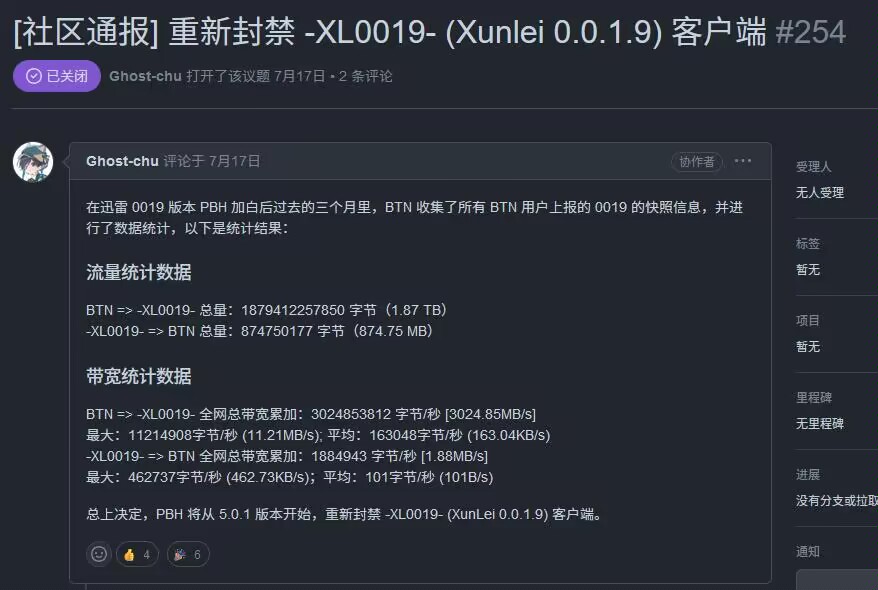 [社区通报] 重新封禁 -XL0019- (Xunlei 0.0.1.9) 客户端 #254
已关闭 Ghost-chu 打开了该议题 7月17日 • 2 条评论
Ghost-chu 评论于 7月17日
协作者
在迅雷 0019 版本 PBH 加白后过去的三个月里，BTN 收集了所有 BTN 用户上报的 0019 的快照信息，并进
行了数据统计，以下是统计结果：
流量统计数据
BTN => -XL0019- 总量：1879412257850 字节（1.87 TB）
-XL0019- => BTN 总量：874750177 字节（874.75 MB）
带宽统计数据
BTN => -XL0019- 全网总带宽累加：3024853812 字节/秒 [3024.85MB/s]
最大：11214908字节/秒 (11.21MB/s); 平均：163048字节/秒 (163.04KB/s)
-XL0019- => BTN 全网总带宽累加：1884943 字节/秒 [1.88MB/s]
最大：462737字节/秒 (462.73KB/s)；平均：101字节/秒 (101B/s)
总上决定，PBH 将从 5.0.1 版本开始，重新封禁 -XL0019- (XunLei 0.0.1.9) 客户端。
👍 4
🎉 6
受理人
无人受理
标签
暂无
项目
暂无
里程碑
无里程碑
进展
没有分支或拉取
通知